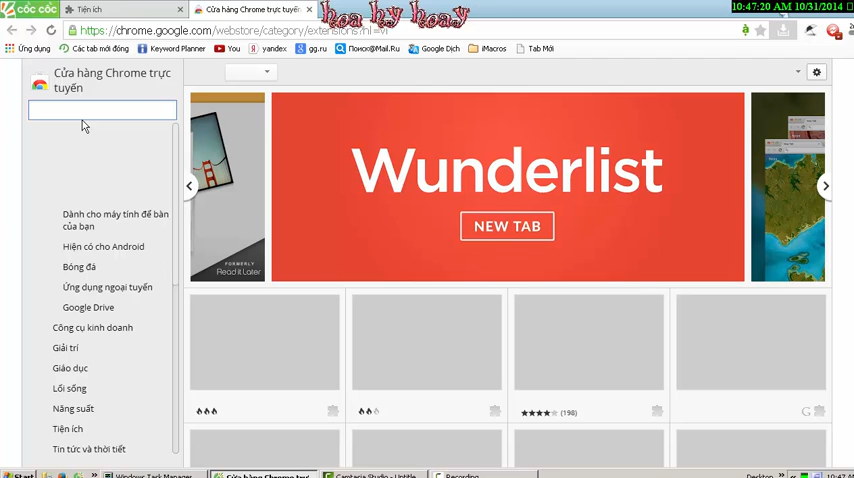 cốc cốc
Tiện ích
Cửa hàng Chrome trực tuyến
hoa hy hoay
10:47:20 AM 10/31/2014
https://chrome.google.com/webstore/category/extensions?hl=vi
Ứng dụng
Các tab mới đóng
Keyword Planner
You
yandex
gg.ru
Поиск@Mail.Ru
Google Dịch
iMacros
Tab Mới
Cửa hàng Chrome trực
tuyến
Dành cho máy tính để bàn
của bạn
Hiện có cho Android
Bóng đá
Ứng dụng ngoại tuyến
Google Drive
Công cụ kinh doanh
Giải trí
Giáo dục
Lối sống
Năng suất
Tiện ích
Tin tức và thời tiết
FORMERLY
Read it Later
Wunderlist
NEW TAB
(198)
Start
Windows Task Manager
Cửa hàng Chrome trự...
Camtasia Studio - Untitle...
Recording...
Desktop
10:47 AM